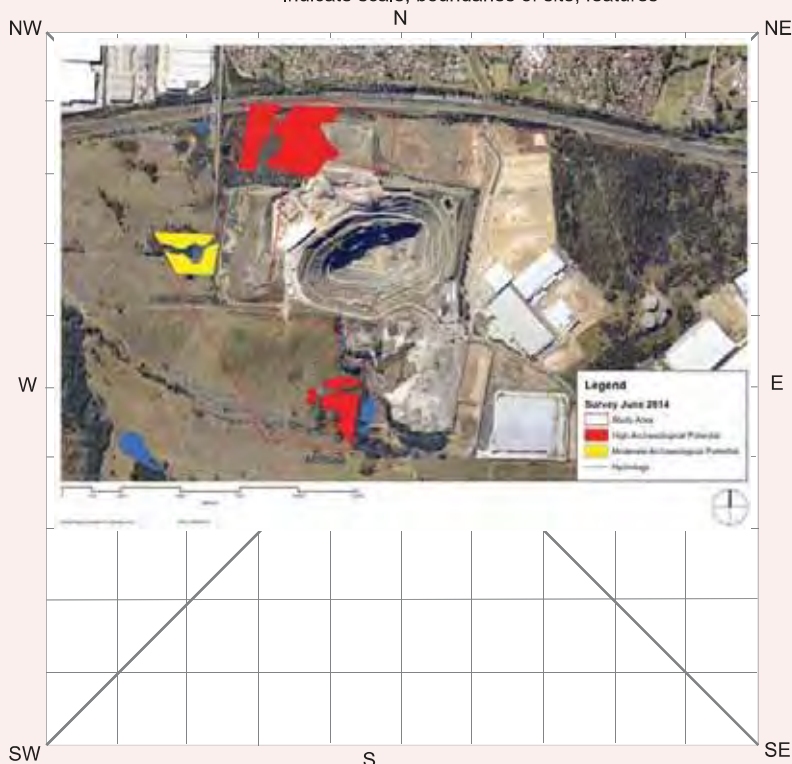 indicate scale, boundaries of site, features
N
NW
NE
W
E
Legend
Survey June 2014
Study Area
High Archaeological Potential
Moderate Archaeological Potential
Hydrology
SW
S
SE